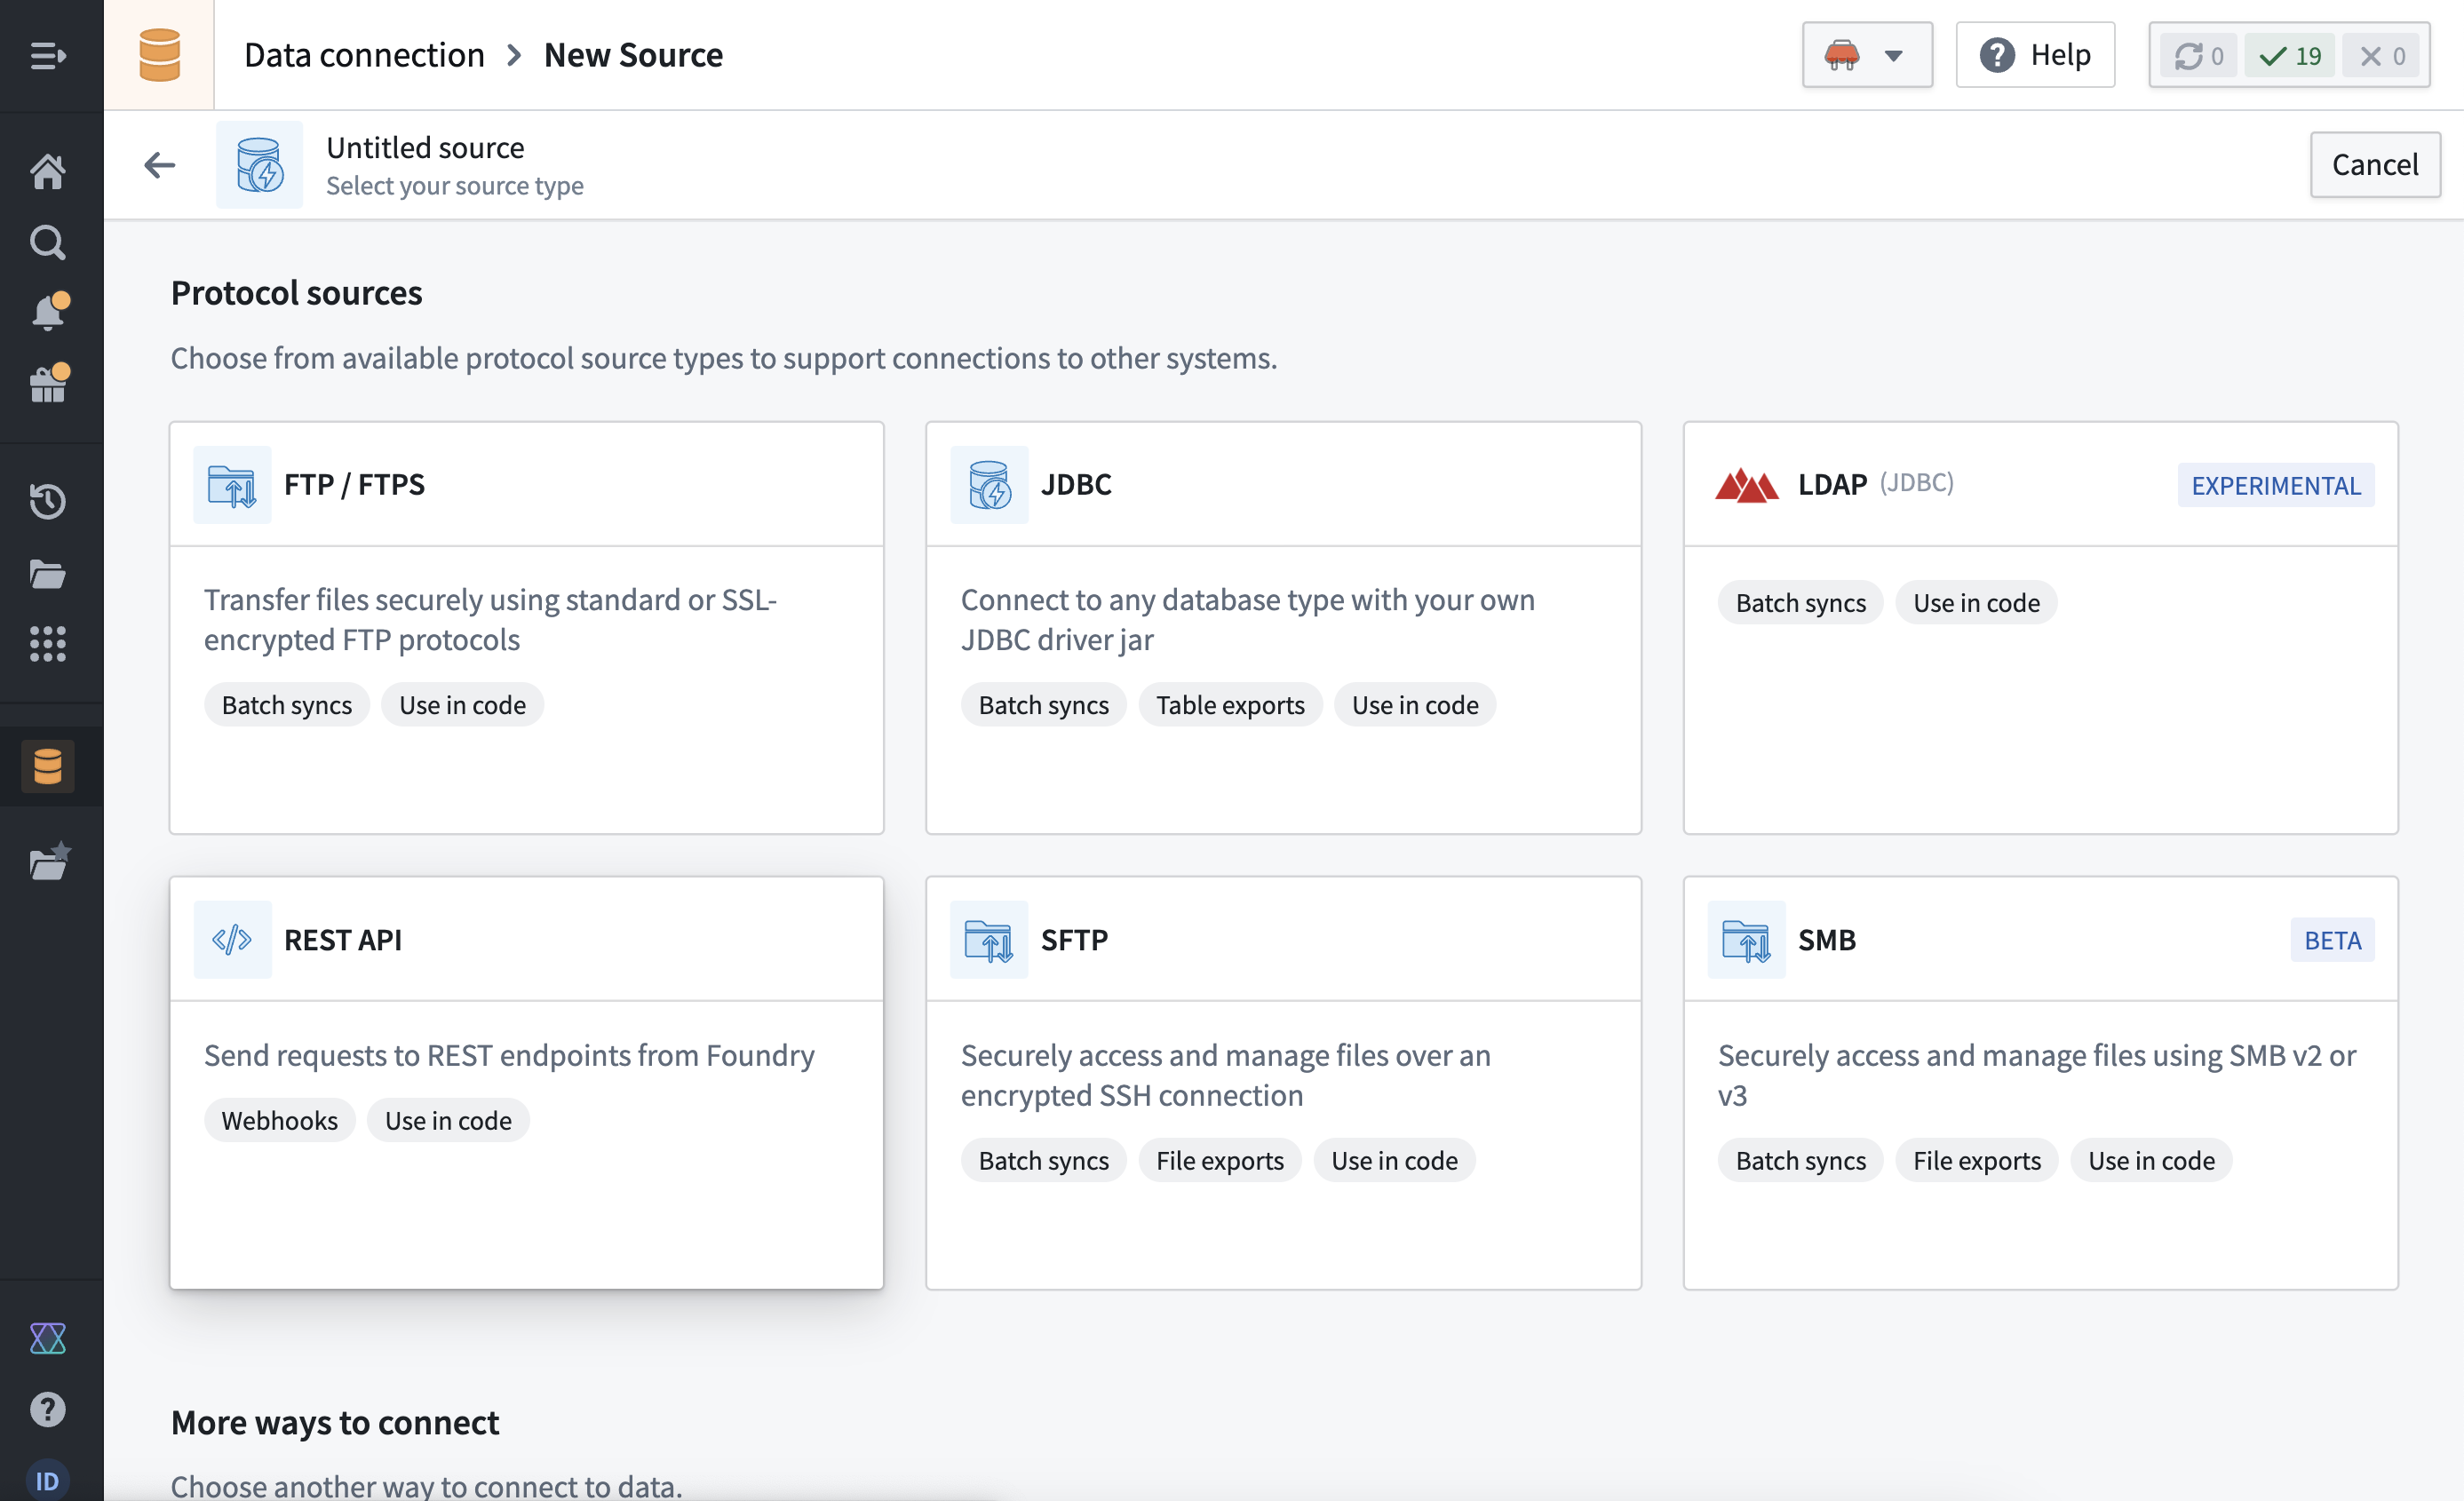 Data connection > New Source
Help
0
19
0
Untitled source
Select your source type
Cancel
Protocol sources
Choose from available protocol source types to support connections to other systems.
FTP / FTPS
Transfer files securely using standard or SSL-
encrypted FTP protocols
Batch syncs
Use in code
JDBC
Connect to any database type with your own
JDBC driver jar
Batch syncs
Table exports
Use in code
LDAP (JDBC)
EXPERIMENTAL
Batch syncs
Use in code
REST API
Send requests to REST endpoints from Foundry
Webhooks
Use in code
SFTP
Securely access and manage files over an
encrypted SSH connection
Batch syncs
File exports
Use in code
SMB
BETA
Securely access and manage files using SMB v2 or
v3
Batch syncs
File exports
Use in code
More ways to connect
Choose another way to connect to data.
ID